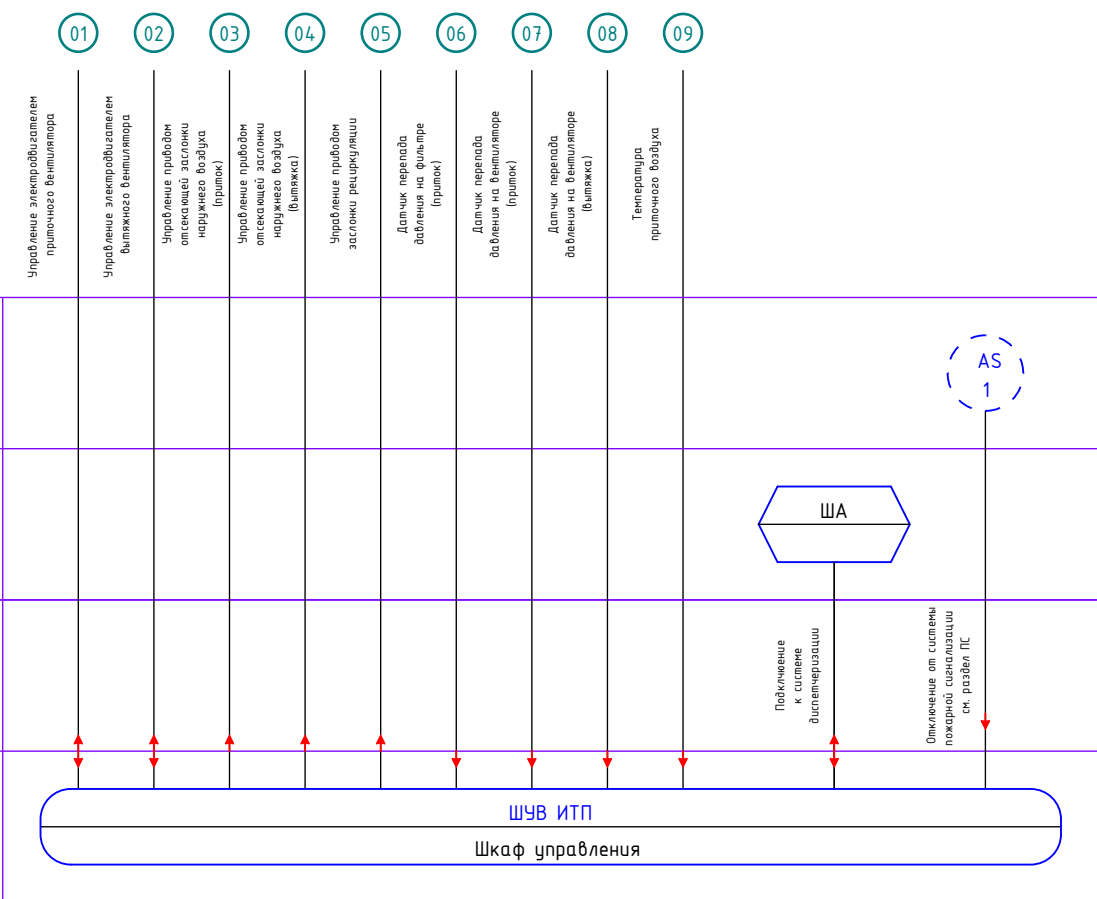 01 02 03 04 05 06 07 08 09
Управление электродвигателем
приточного вентилятора
Управление электродвигателем
вытяжного вентилятора
Управление приводом
отсекающей заслонки
наружнего воздуха
(приток)
Управление приводом
отсекающей заслонки
наружнего воздуха
(вытяжка)
Управление приводом
заслонки рециркуляции
Датчик перепада
давления на фильтре
(приток)
Датчик перепада
давления на вентиляторе
(приток)
Датчик перепада
давления на вентиляторе
(вытяжка)
Температура
приточного воздуха
AS
1
ША
Подключение
к системе
диспетчеризации
Отключение от системы
пожарной сигнализации
см. раздел ПС
ШУВ ИТП
Шкаф управления